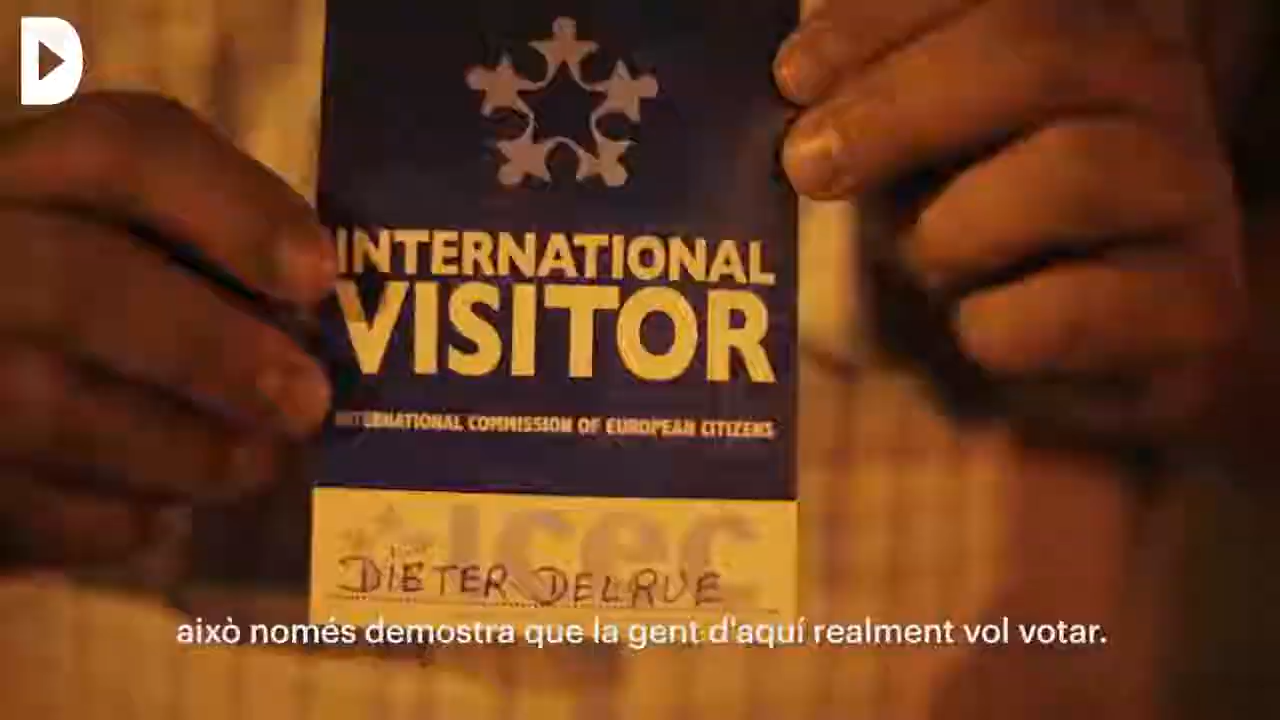 INTERNATIONAL
VISITOR
INTERNATIONAL COMMISSION OF EUROPEAN CITIZENS
icec
DIETER DELRUE
això només demostra que la gent d'aquí realment vol votar.